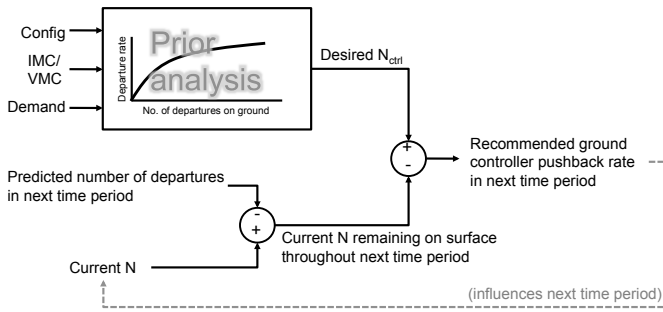 Config
IMC/
VMC
Demand
Departure rate
Prior
analysis
No. of departures on ground
Desired N_ctrl
+
-
Recommended ground
controller pushback rate
in next time period
Predicted number of departures
in next time period
-
+
Current N remaining on surface
throughout next time period
Current N
(influences next time period)